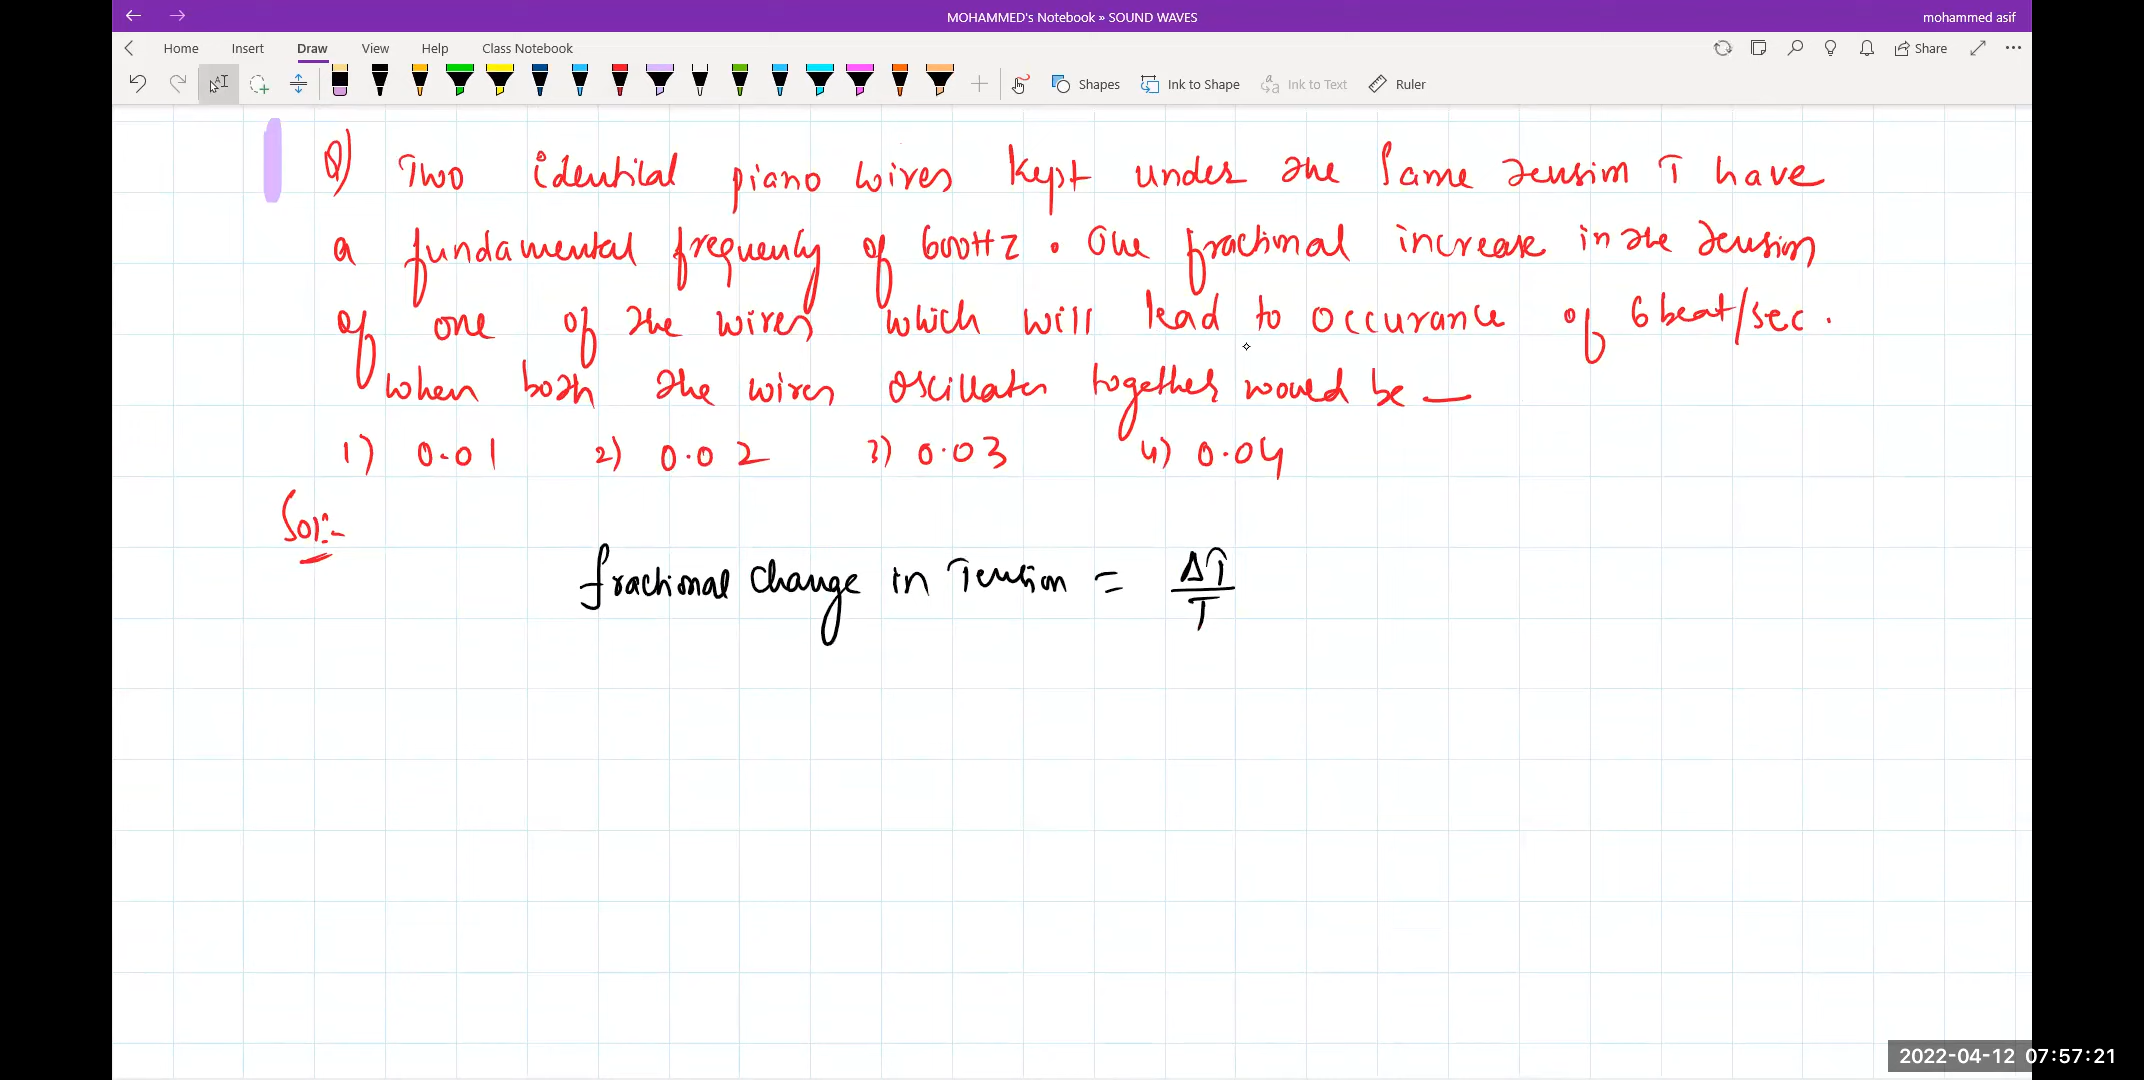 MOHAMMED's Notebook » SOUND WAVES
mohammed asif
Home Insert Draw View Help Class Notebook
Share
Shapes Ink to Shape Ink to Text Ruler
Q) Two identical piano wires kept under the same tension T have
a fundamental frequency of 600Hz. One fractional increase in the tension
of one of the wires which will lead to occurance of 6 beat/sec.
when both the wires oscillates together would be —
1) 0.01 2) 0.02 3) 0.03 4) 0.04
Sol:-
fractional change in Tension = ΔT/T
2022-04-12 07:57:21